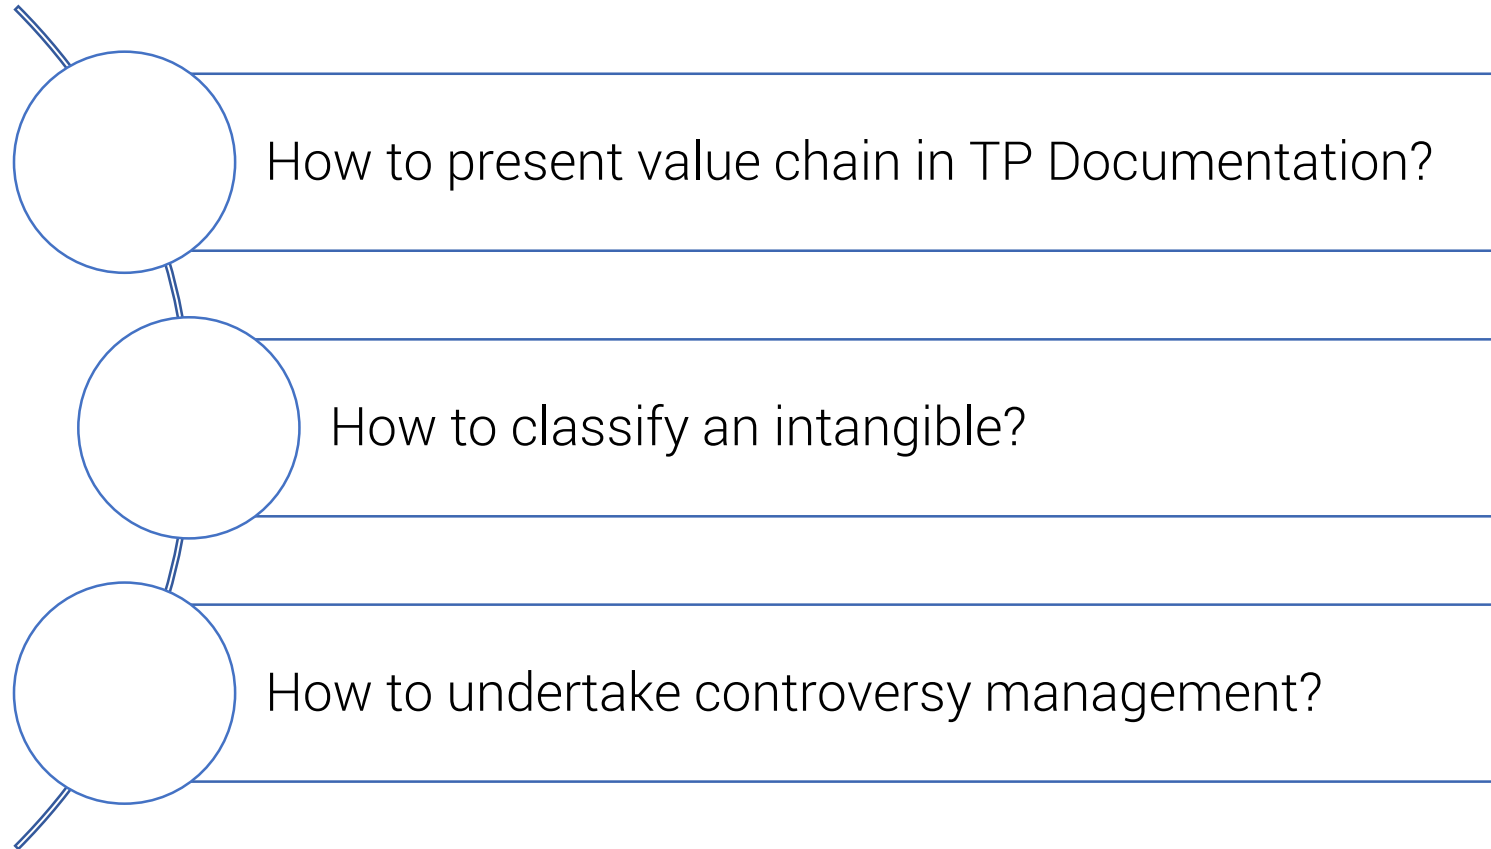 How to present value chain in TP Documentation?
How to classify an intangible?
How to undertake controversy management?